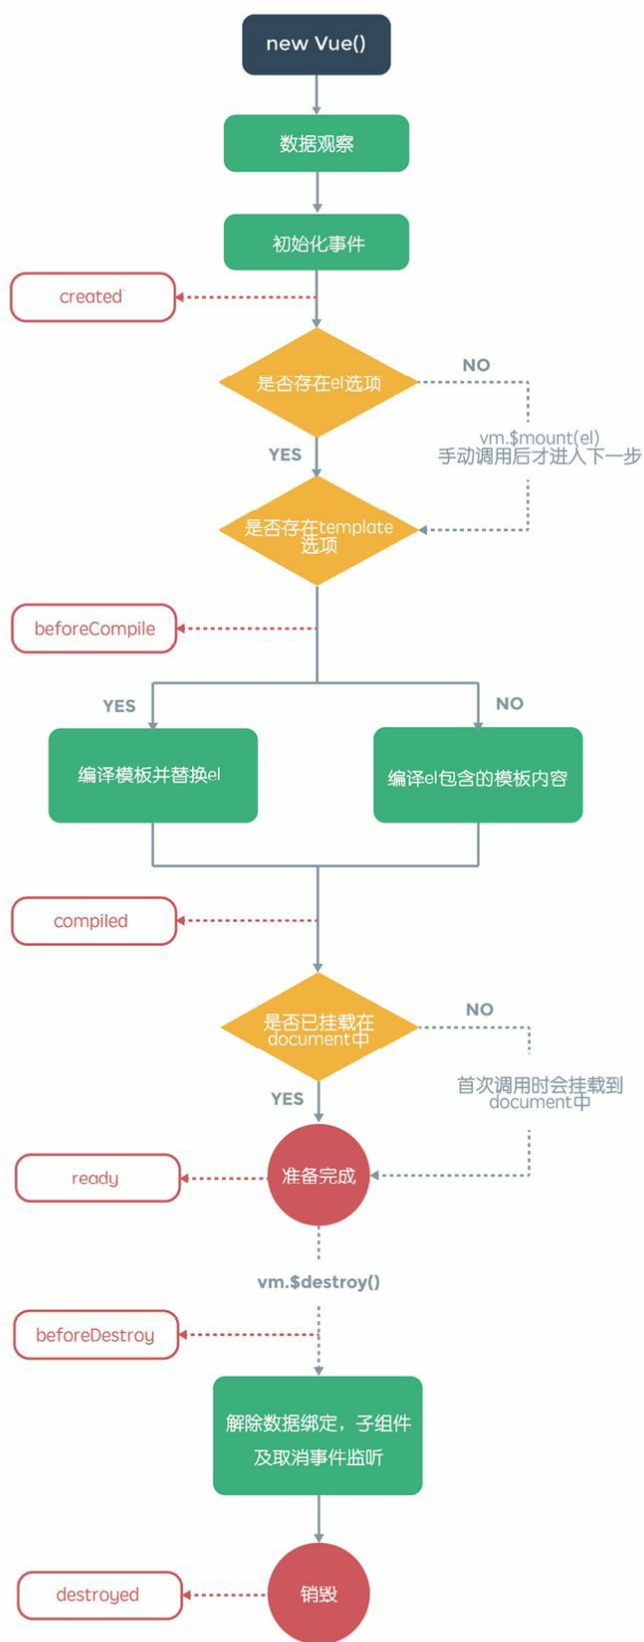 new Vue()
数据观察
初始化事件
created
是否存在el选项
NO
vm.$mount(el)
手动调用后才进入下一步
YES
是否存在template
选项
beforeCompile
YES
NO
编译模板并替换el
编译el包含的模板内容
compiled
是否已挂载在
document中
NO
首次调用时会挂载到
document中
YES
准备完成
ready
vm.$destroy()
beforeDestroy
解除数据绑定，子组件
及取消事件监听
销毁
destroyed